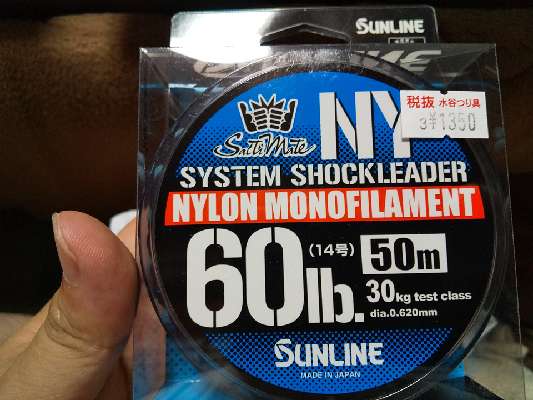 SUNLINE
SaltiMate
NY
税抜 水谷つり具
¥1350
SYSTEM SHOCKLEADER
NYLON MONOFILAMENT
60lb.
(14号)
50m
30kg test class
dia.0.620mm
SUNLINE
MADE IN JAPAN